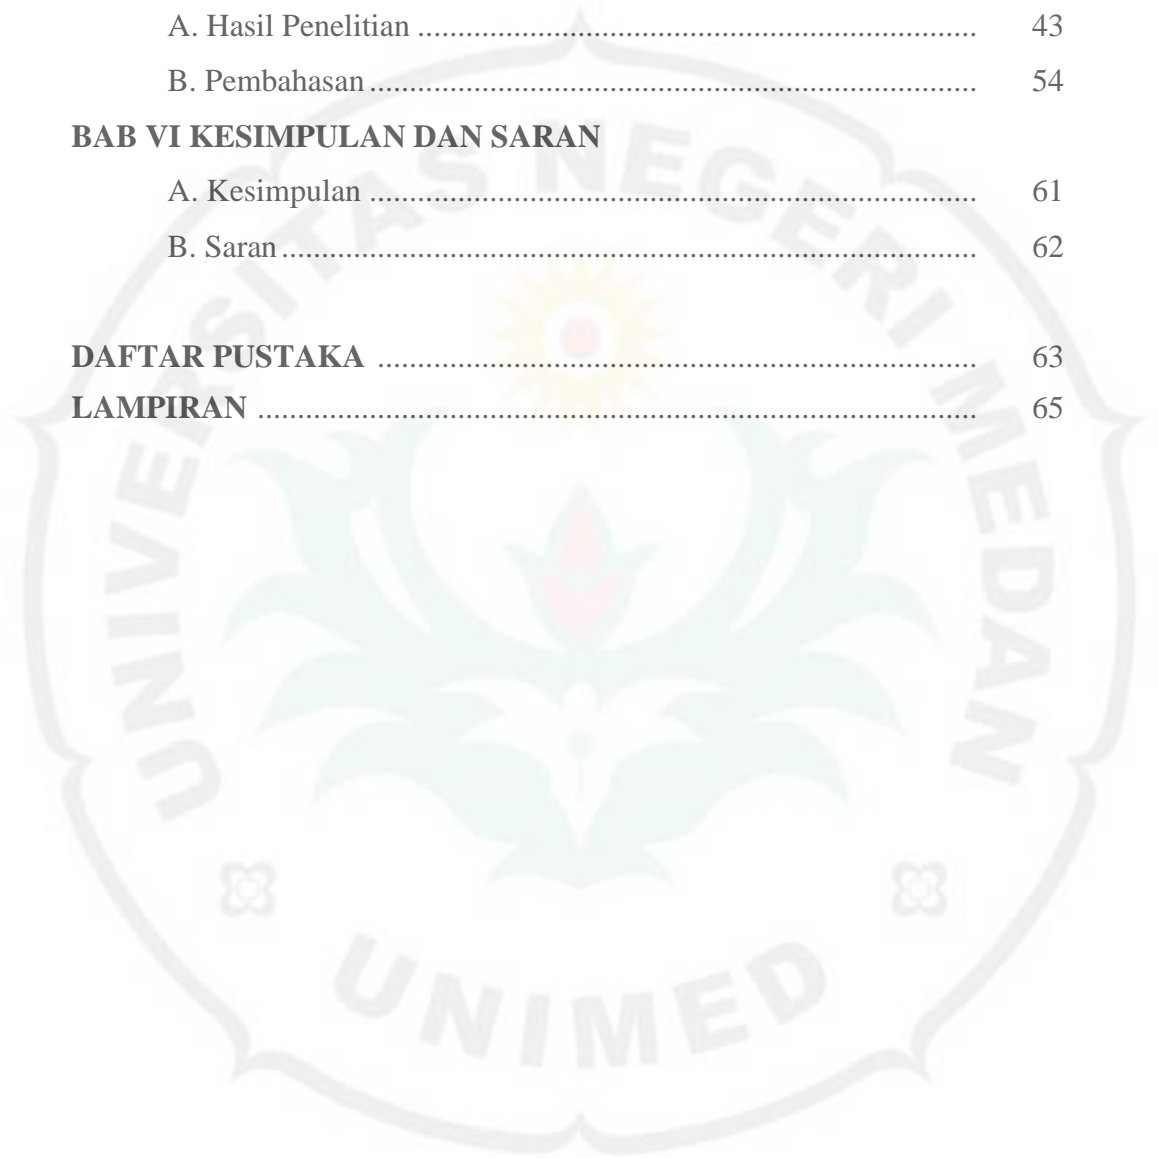 A. Hasil Penelitian ...................................................................... 43
B. Pembahasan ............................................................................ 54
BAB VI KESIMPULAN DAN SARAN
A. Kesimpulan ............................................................................ 61
B. Saran ....................................................................................... 62
DAFTAR PUSTAKA ........................................................................... 63
LAMPIRAN .......................................................................................... 65
UNIVERSITAS NEGERI MEDAN
UNIMED